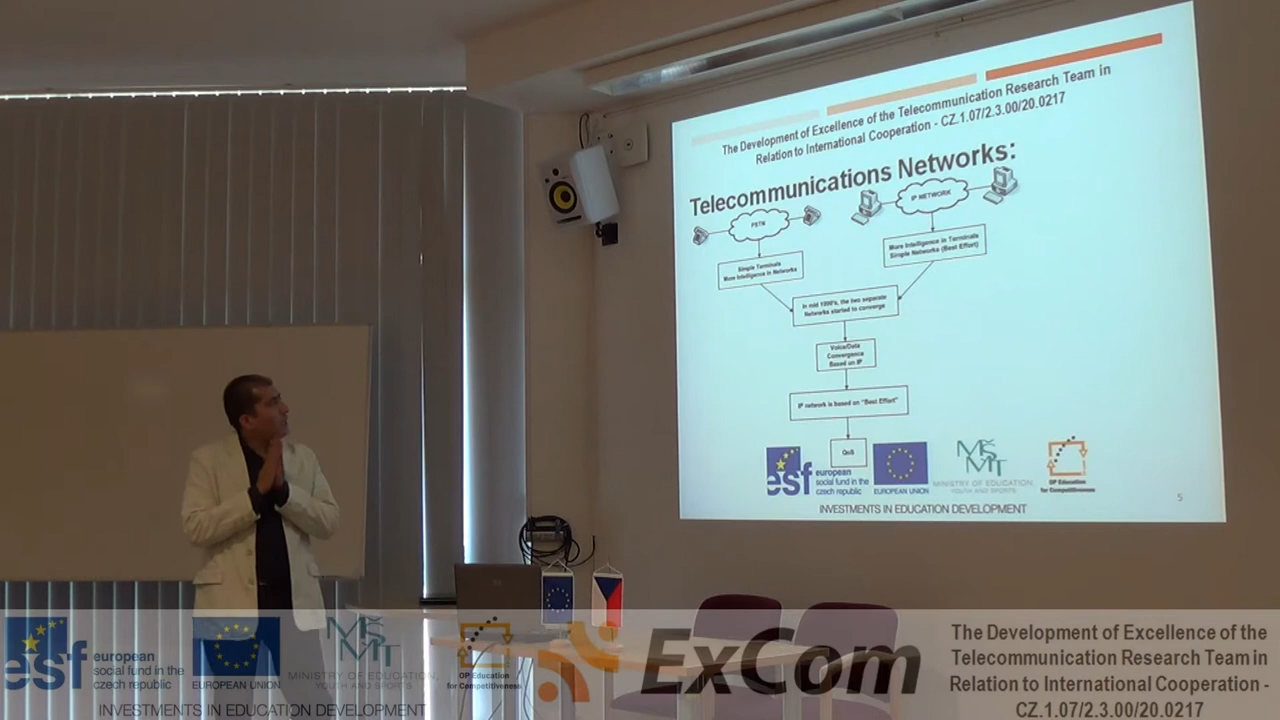 The Development of Excellence of the Telecommunication Research Team in
Relation to International Cooperation - CZ.1.07/2.3.00/20.0217
Telecommunications Networks:
PSTN
IP NETWORK
Simple Terminals
More Intelligence in Networks
More Intelligence in Terminals
Simple Networks (Best Effort)
In mid 1990's, the two separate
Networks started to converge
Voice/Data
Convergence
Based on IP
IP network is based on "Best Effort"
QoS
esf
european
social fund in the
czech republic
EUROPEAN UNION
MŠMT
MINISTRY OF EDUCATION
YOUTH AND SPORTS
OP Education
for Competitiveness
INVESTMENTS IN EDUCATION DEVELOPMENT
5
esf
european
social fund in the
czech republic
EUROPEAN UNION
MŠMT
MINISTRY OF EDUCATION,
YOUTH AND SPORTS
OP Education
for Competitiveness
INVESTMENTS IN EDUCATION DEVELOPMENT
ExCom
The Development of Excellence of the
Telecommunication Research Team in
Relation to International Cooperation -
CZ.1.07/2.3.00/20.0217